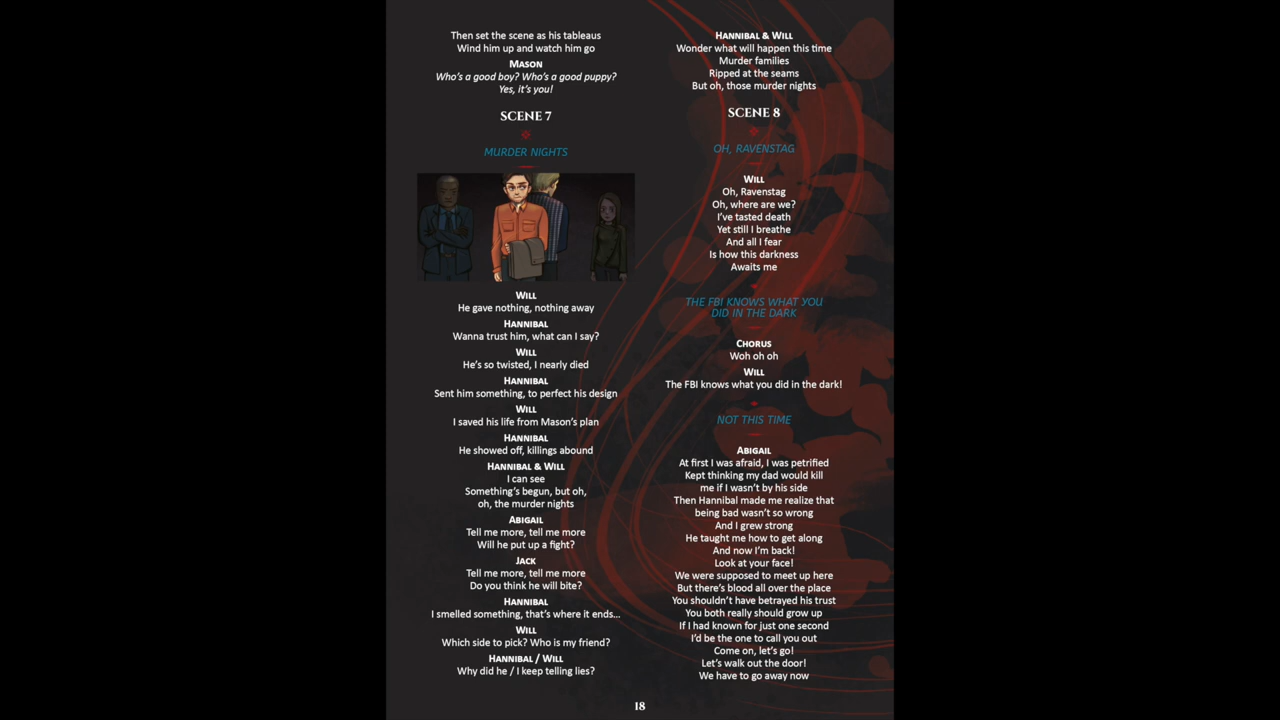 Then set the scene as his tableaus
Wind him up and watch him go
Mason
Who's a good boy? Who's a good puppy?
Yes, it's you!
SCENE 7
MURDER NIGHTS
Will
He gave nothing, nothing away
Hannibal
Wanna trust him, what can I say?
Will
He's so twisted, I nearly died
Hannibal
Sent him something, to perfect his design
Will
I saved his life from Mason's plan
Hannibal
He showed off, killings abound
Hannibal & Will
I can see
Something's begun, but oh,
oh, the murder nights
Abigail
Tell me more, tell me more
Will he put up a fight?
Jack
Tell me more, tell me more
Do you think he will bite?
Hannibal
I smelled something, that's where it ends...
Will
Which side to pick? Who is my friend?
Hannibal / Will
Why did he / I keep telling lies?
Hannibal & Will
Wonder what will happen this time
Murder families
Ripped at the seams
But oh, those murder nights
SCENE 8
OH, RAVENSTAG
Will
Oh, Ravenstag
Oh, where are we?
I've tasted death
Yet still I breathe
And all I fear
Is how this darkness
Awaits me
THE FBI KNOWS WHAT YOU
DID IN THE DARK
Chorus
Woh oh oh
Will
The FBI knows what you did in the dark!
NOT THIS TIME
Abigail
At first I was afraid, I was petrified
Kept thinking my dad would kill
me if I wasn't by his side
Then Hannibal made me realize that
being bad wasn't so wrong
And I grew strong
He taught me how to get along
And now I'm back!
Look at your face!
We were supposed to meet up here
But there's blood all over the place
You shouldn't have betrayed his trust
You both really should grow up
If I had known for just one second
I'd be the one to call you out
Come on, let's go!
Let's walk out the door!
We have to go away now
18